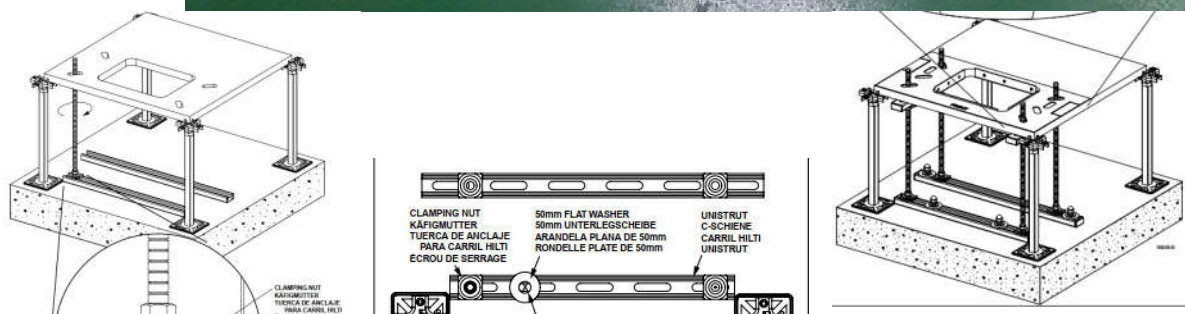 CLAMPING NUT
KÄFIGMUTTER
TUERCA DE ANCLAJE
PARA CARRIL HILTI
ÉCROU DE SERRAGE
50mm FLAT WASHER
50mm UNTERLEGSCHEIBE
ARANDELA PLANA DE 50mm
RONDELLE PLATE DE 50mm
UNISTRUT
C-SCHIENE
CARRIL HILTI
UNISTRUT
CLAMPING NUT
KÄFIGMUTTER
TUERCA DE ANCLAJE
PARA CARRIL HILTI